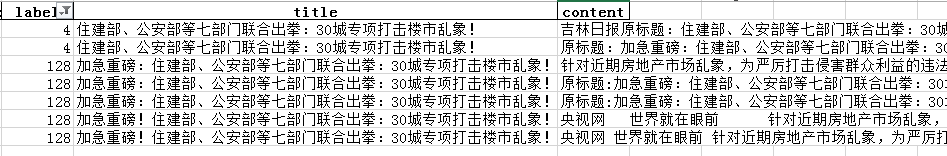 label title content
4 住建部、公安部等七部门联合出拳：30城专项打击楼市乱象！ 吉林日报原标题：住建部、公安部等七部门联合出拳：30
4 住建部、公安部等七部门联合出拳：30城专项打击楼市乱象！ 原标题：加急重磅：住建部、公安部等七部门联合出拳：30
128 加急重磅：住建部、公安部等七部门联合出拳：30城专项打击楼市乱象！ 针对近期房地产市场乱象，为严厉打击侵害群众利益的违法
128 加急重磅：住建部、公安部等七部门联合出拳：30城专项打击楼市乱象！ 原标题:加急重磅：住建部、公安部等七部门联合出拳：30
128 加急重磅：住建部、公安部等七部门联合出拳：30城专项打击楼市乱象！ 原标题:加急重磅：住建部、公安部等七部门联合出拳：30
128 加急重磅！住建部、公安部等七部门联合出拳：30城专项打击楼市乱象！ 央视网 世界就在眼前 针对近期房地产市场乱象，
128 加急重磅！住建部、公安部等七部门联合出拳：30城专项打击楼市乱象！ 央视网 世界就在眼前 针对近期房地产市场乱象，为严厉打